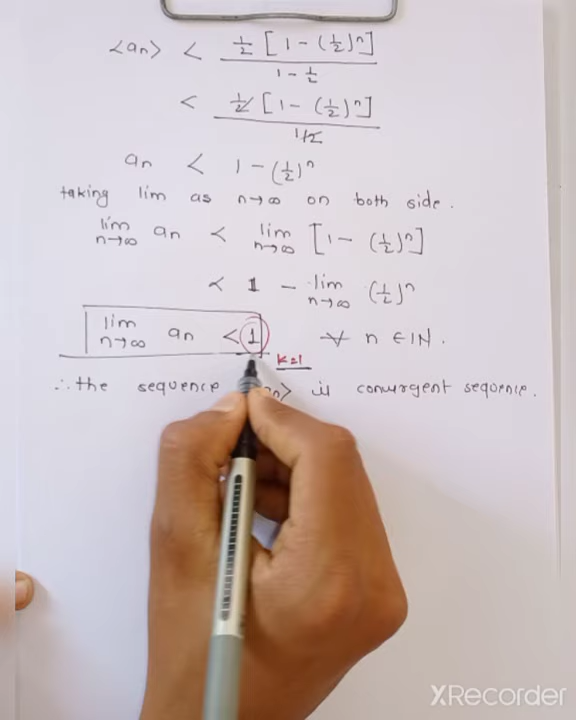 <an> < 1/2 [1 - (1/2)^n] / 1 - 1/2
< 1/2 [1 - (1/2)^n] / 1/2
an < 1 - (1/2)^n
taking lim as n→∞ on both side.
lim n→∞ an < lim n→∞ [1 - (1/2)^n]
< 1 - lim n→∞ (1/2)^n
lim n→∞ an < 1 ∀ n ∈ IN.
k=1
∴ the sequence is convergent sequence.
XRecorder